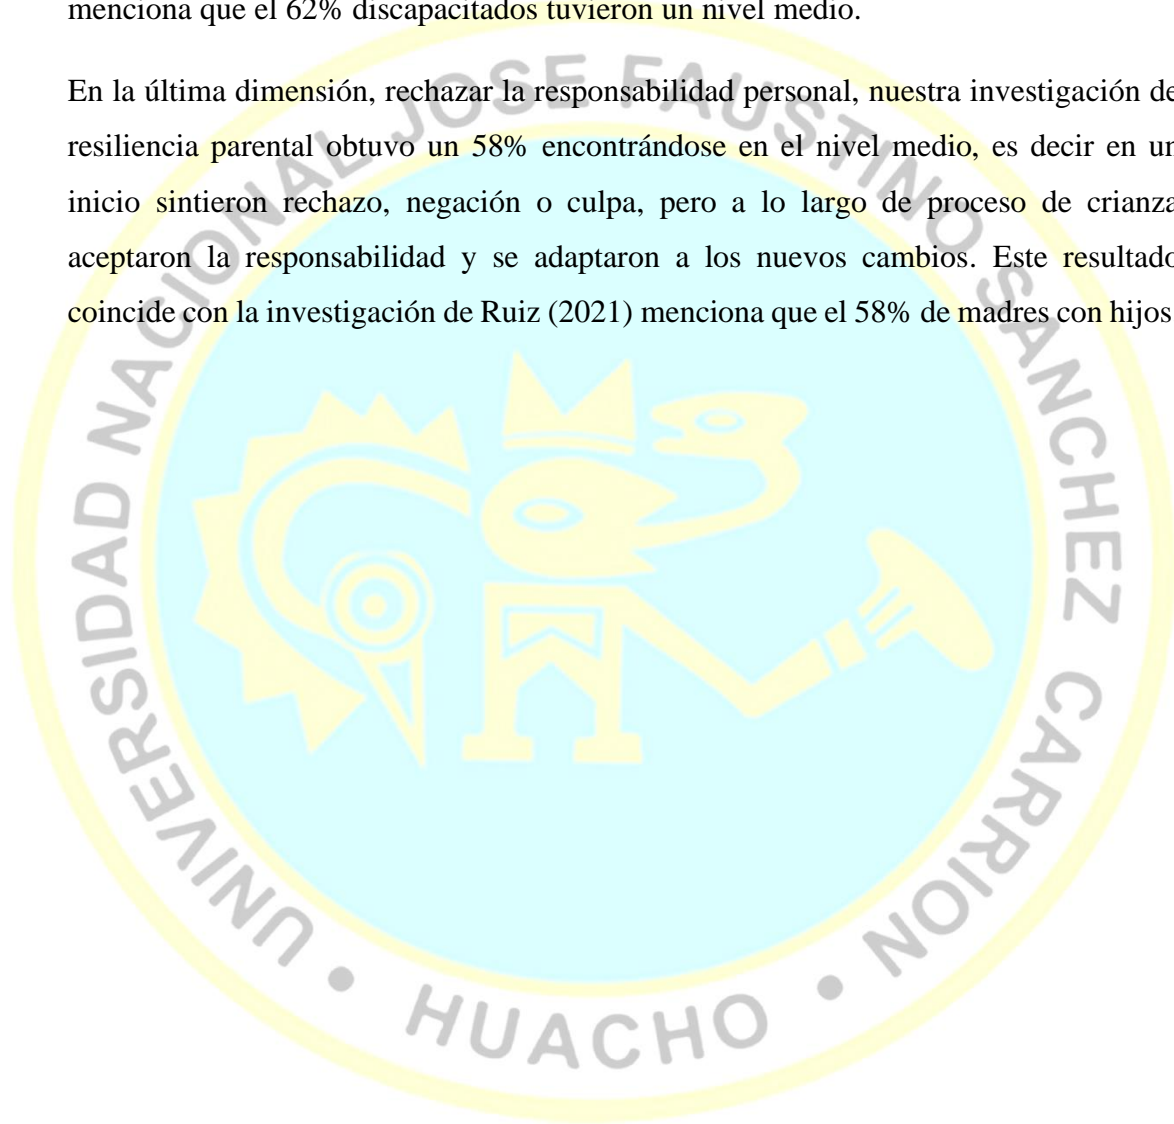 menciona que el 62% discapacitados tuvieron un nivel medio.
En la última dimensión, rechazar la responsabilidad personal, nuestra investigación de
resiliencia parental obtuvo un 58% encontrándose en el nivel medio, es decir en un
inicio sintieron rechazo, negación o culpa, pero a lo largo de proceso de crianza
aceptaron la responsabilidad y se adaptaron a los nuevos cambios. Este resultado
coincide con la investigación de Ruiz (2021) menciona que el 58% de madres con hijos
UNIVERSIDAD NACIONAL JOSE FAUSTINO SANCHEZ CARRION • HUACHO •